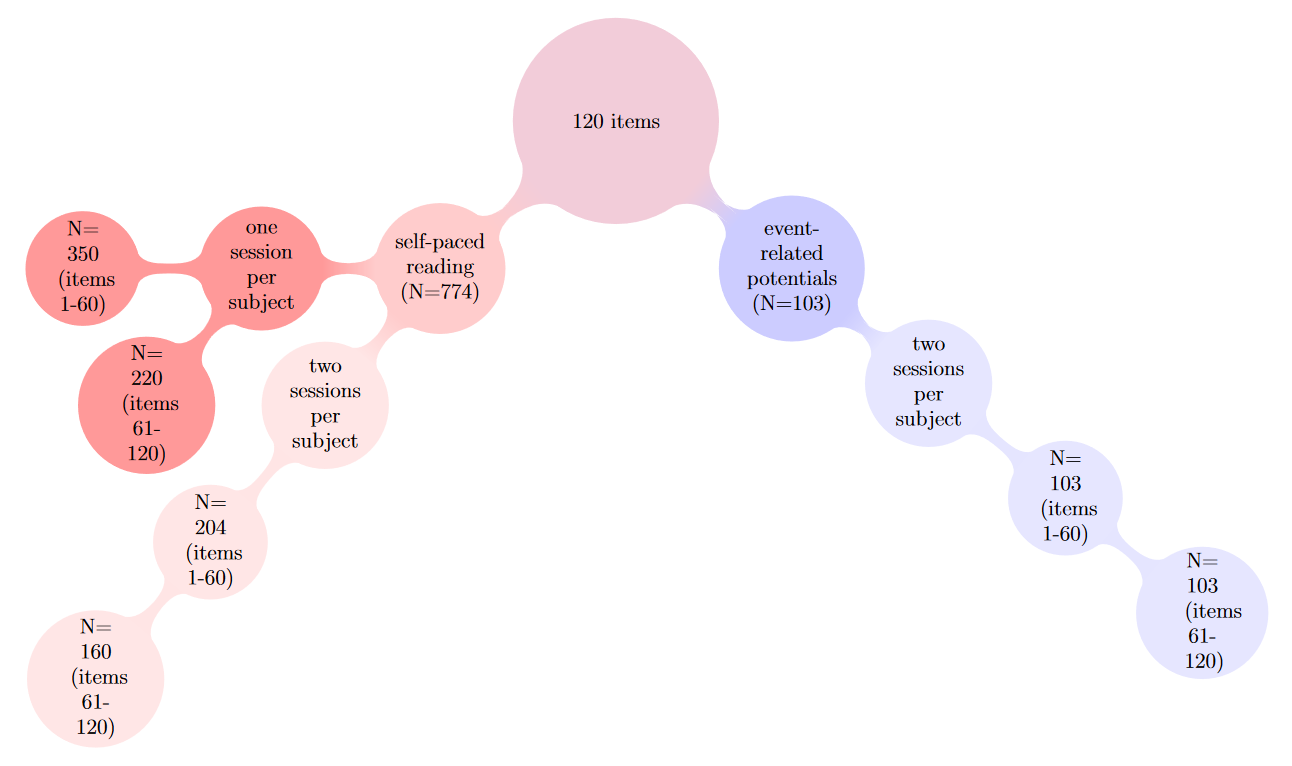 120 items
self-paced
reading
(N=774)
one
session
per
subject
N=
350
(items
1-60)
N=
220
(items
61-
120)
two
sessions
per
subject
N=
204
(items
1-60)
N=
160
(items
61-
120)
event-
related
potentials
(N=103)
two
sessions
per
subject
N=
103
(items
1-60)
N=
103
(items
61-
120)